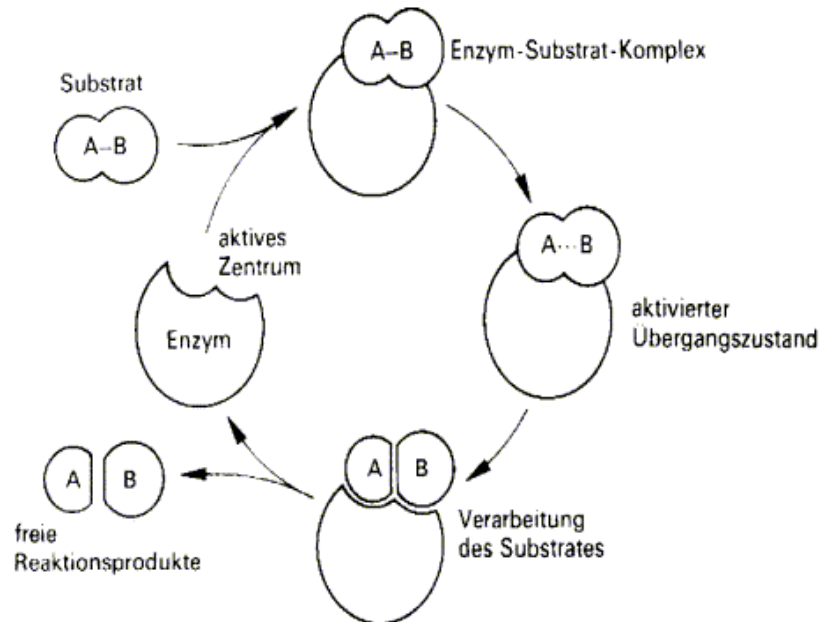 A–B
Enzym-Substrat-Komplex
Substrat
A–B
aktives
Zentrum
A···B
Enzym
aktivierter
Übergangszustand
A
B
A
B
freie
Reaktionsprodukte
Verarbeitung
des Substrates